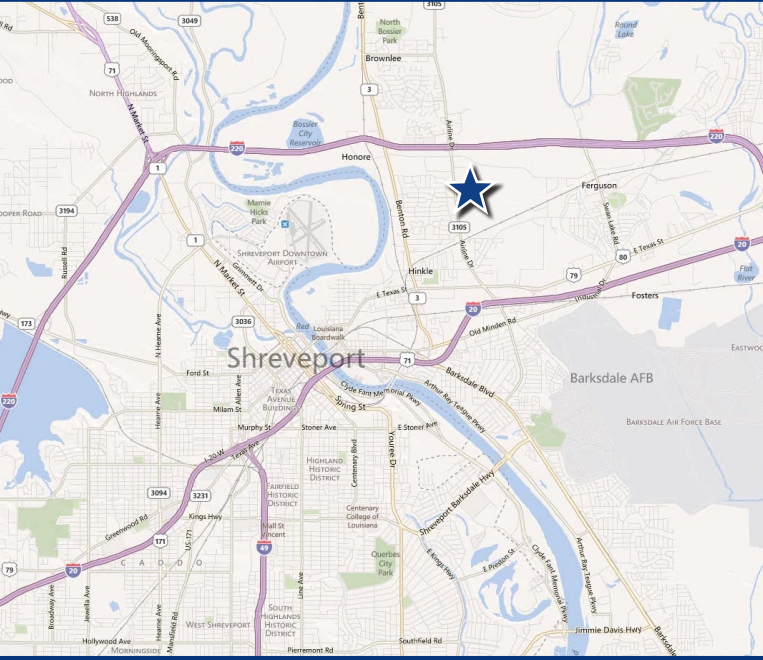 3105
538
3049
Old Mooringsport Rd
North
Bossier
Park
Round
Lake
71
Brownlee
NORTH HIGHLANDS
3
N Market St
Bossier
City
Reservoir
Airline Dr
220
220
Honore
1
Mamie
Hicks
Park
Ferguson
3194
Benton Rd
3105
Swan Lake Rd
1
SHREVEPORT DOWNTOWN
AIRPORT
Airline Dr
E Texas St
20
Russell Rd
N Market St
Grimmett Dr
Hinkle
80
79
Flat
River
E Texas St
3
Industrial Dr
Fosters
20
173
N Hearne Ave
3036
Red
Louisiana
Boardwalk
Old Minden Rd
Shreveport
71
Ford St
Barksdale Blvd
Barksdale AFB
220
Hearne Ave
Allen Ave
TEXAS
AVENUE
BUILDINGS
Clyde Fant Memorial Pkwy
Arthur Ray Teague Pkwy
Milam St
Spring St
BARKSDALE AIR FORCE BASE
Murphy St
Stoner Ave
E Stoner Ave
I-20 W
Texas Ave
Centenary Blvd
Youree Dr
HIGHLAND
HISTORIC
DISTRICT
3094
3231
FAIRFIELD
HISTORIC
DISTRICT
Shreveport Barksdale Hwy
Kings Hwy
Centenary
College of
Louisiana
Greenwood Rd
Mall St
Vincent
171
US-171
49
79
20
CADDO
Querbes
City
Park
E Kings Hwy
E Preston St
Clyde Fant Memorial Pkwy
Arthur Ray Teague Pkwy
Broadway Ave
Jewella Ave
Hearne Ave
Mansfield Rd
Line Ave
WEST SHREVEPORT
SOUTH
HIGHLANDS
HISTORIC
DISTRICT
Jimmie Davis Hwy
Hollywood Ave
Southfield Rd
MORNINGSIDE
Pierremont Rd